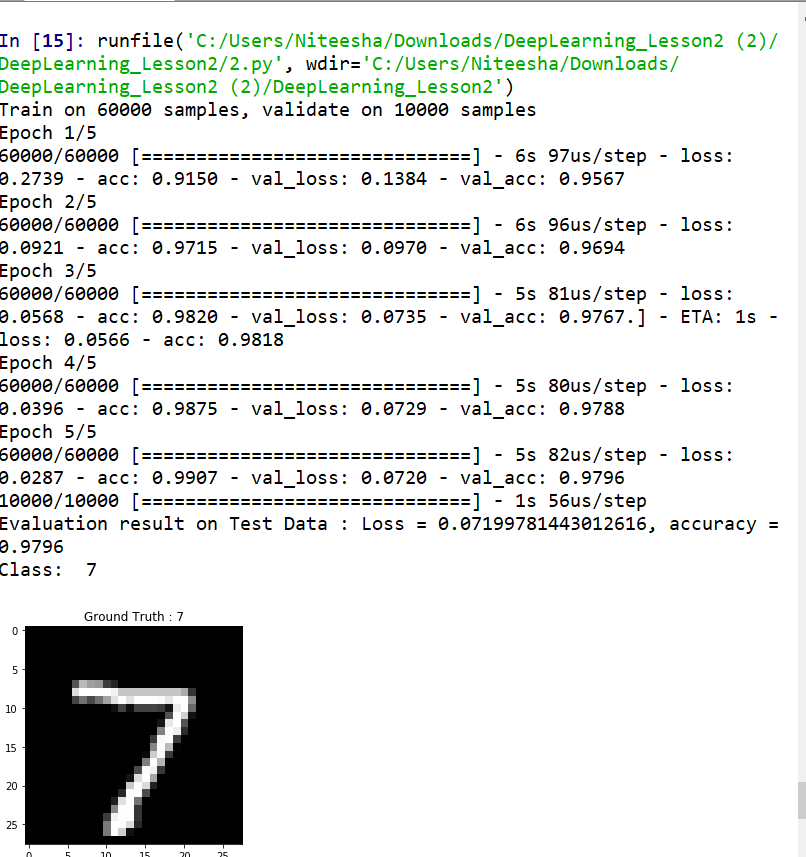 In [15]: runfile('C:/Users/Niteesha/Downloads/DeepLearning_Lesson2 (2)/
DeepLearning_Lesson2/2.py', wdir='C:/Users/Niteesha/Downloads/
DeepLearning_Lesson2 (2)/DeepLearning_Lesson2')
Train on 60000 samples, validate on 10000 samples
Epoch 1/5
60000/60000 [==============================] - 6s 97us/step - loss:
0.2739 - acc: 0.9150 - val_loss: 0.1384 - val_acc: 0.9567
Epoch 2/5
60000/60000 [==============================] - 6s 96us/step - loss:
0.0921 - acc: 0.9715 - val_loss: 0.0970 - val_acc: 0.9694
Epoch 3/5
60000/60000 [==============================] - 5s 81us/step - loss:
0.0568 - acc: 0.9820 - val_loss: 0.0735 - val_acc: 0.9767.] - ETA: 1s -
loss: 0.0566 - acc: 0.9818
Epoch 4/5
60000/60000 [==============================] - 5s 80us/step - loss:
0.0396 - acc: 0.9875 - val_loss: 0.0729 - val_acc: 0.9788
Epoch 5/5
60000/60000 [==============================] - 5s 82us/step - loss:
0.0287 - acc: 0.9907 - val_loss: 0.0720 - val_acc: 0.9796
10000/10000 [==============================] - 1s 56us/step
Evaluation result on Test Data : Loss = 0.07199781443012616, accuracy =
0.9796
Class:  7
Ground Truth : 7
0
5
10
15
20
25
7
0 5 10 15 20 25